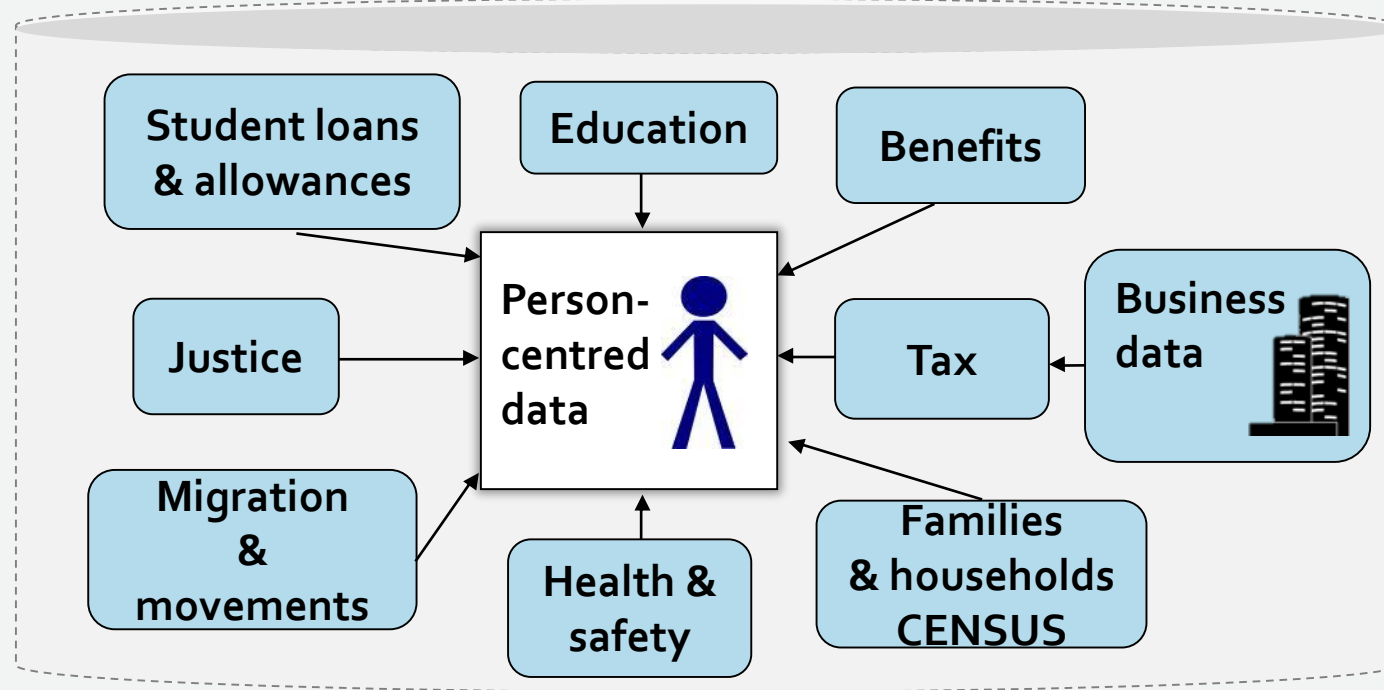 Student loans
& allowances
Education
Benefits
Person-
centred
data
Justice
Tax
Business
data
Migration
&
movements
Health &
safety
Families
& households
CENSUS